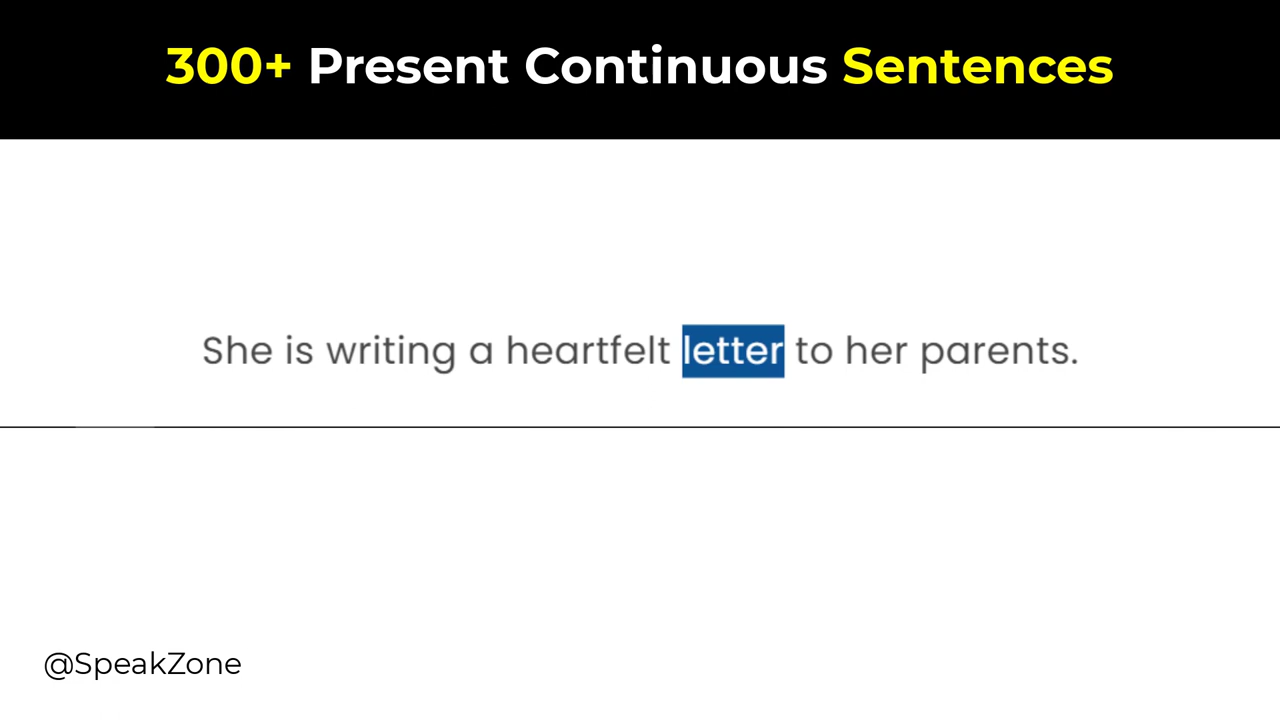 300+ Present Continuous Sentences
She is writing a heartfelt letter to her parents.
@SpeakZone